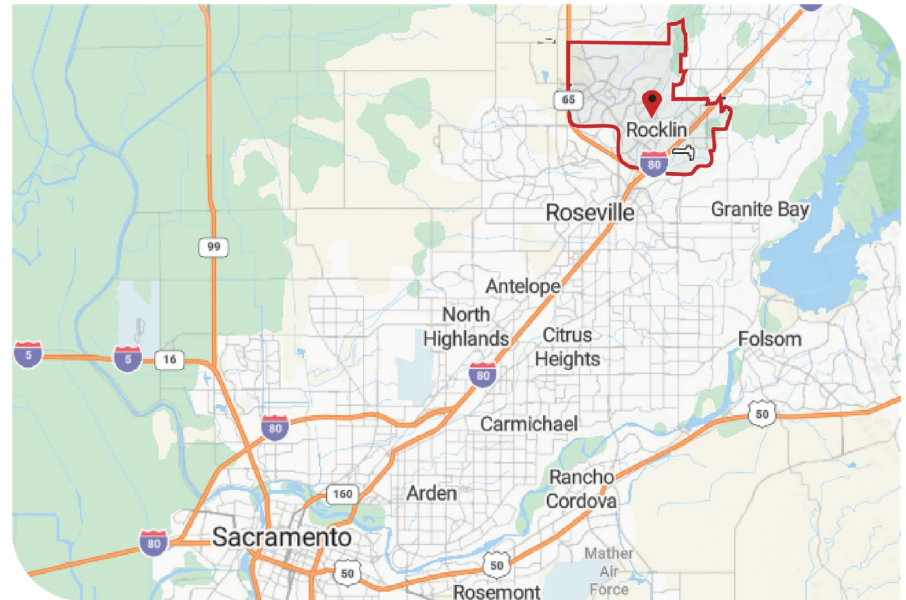 65
Rocklin
80
Roseville
Granite Bay
99
Antelope
North
Highlands
Citrus
Heights
Folsom
5
5
16
80
50
80
Carmichael
Rancho
Cordova
160
Arden
80
Sacramento
50
50
Mather
Air
Force
Rosemont